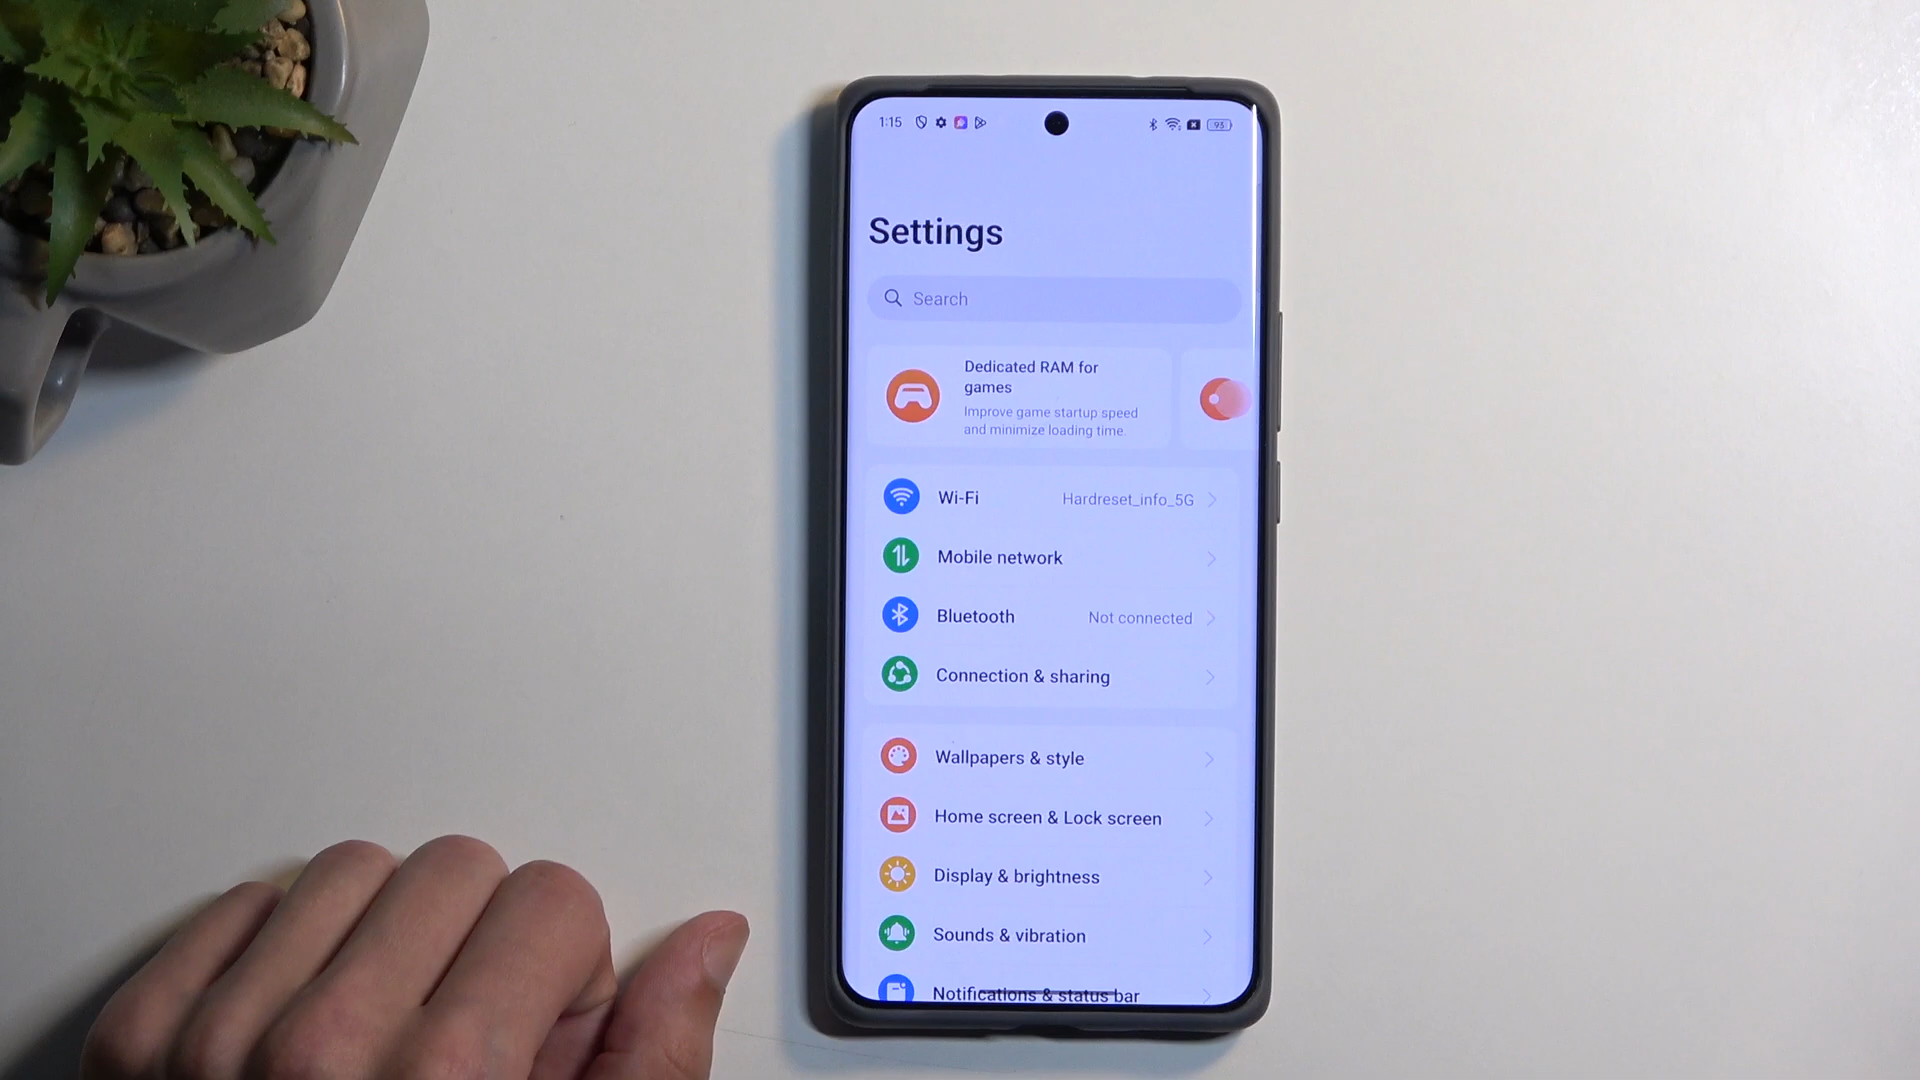 1:15 93
Settings
Search
Dedicated RAM for
games
Improve game startup speed
and minimize loading time.
Wi-Fi Hardreset_info_5G
Mobile network
Bluetooth Not connected
Connection & sharing
Wallpapers & style
Home screen & Lock screen
Display & brightness
Sounds & vibration
Notifications & status bar